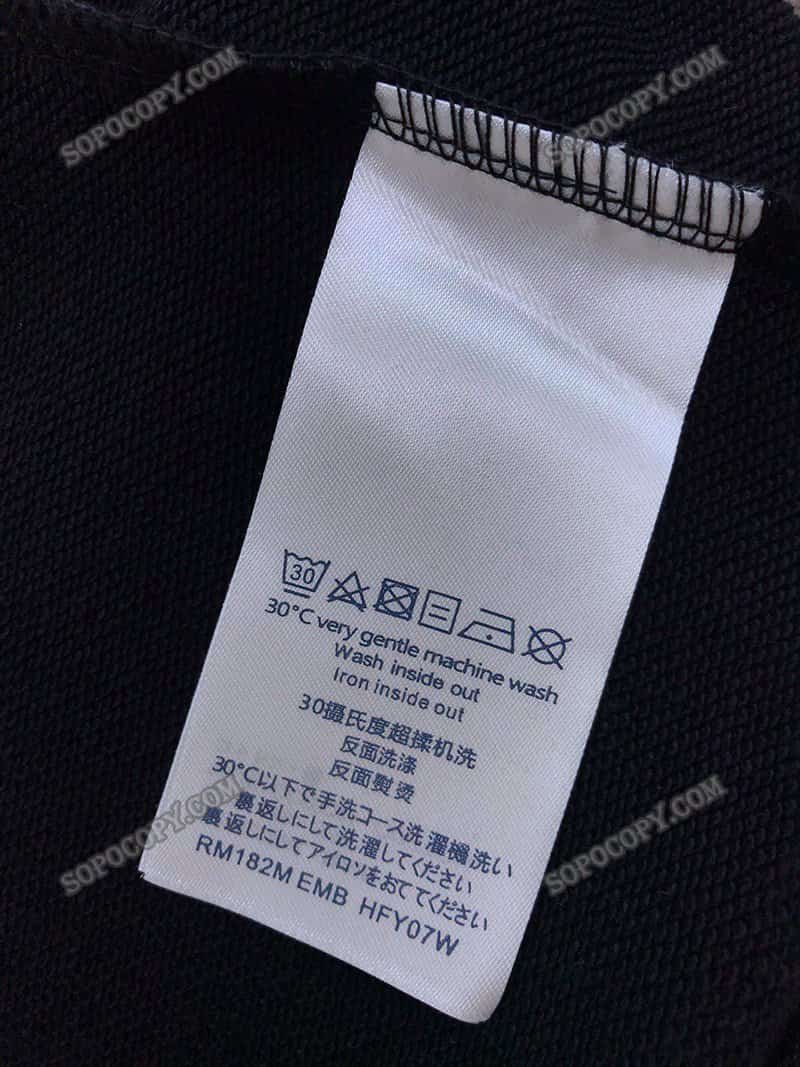 SOPOCOPY.COM
SOPOCOPY.COM
30
30°C very gentle machine wash
Wash inside out
Iron inside out
30摄氏度超揉机洗
反面洗涤
反面熨烫
30℃以下で手洗コース洗濯機洗い
裏返しにして洗濯してください
裏返しにしてアイロソをおててください
RM182M EMB HFY07W
SOPOCOPY.COM
SOPOCOPY.COM